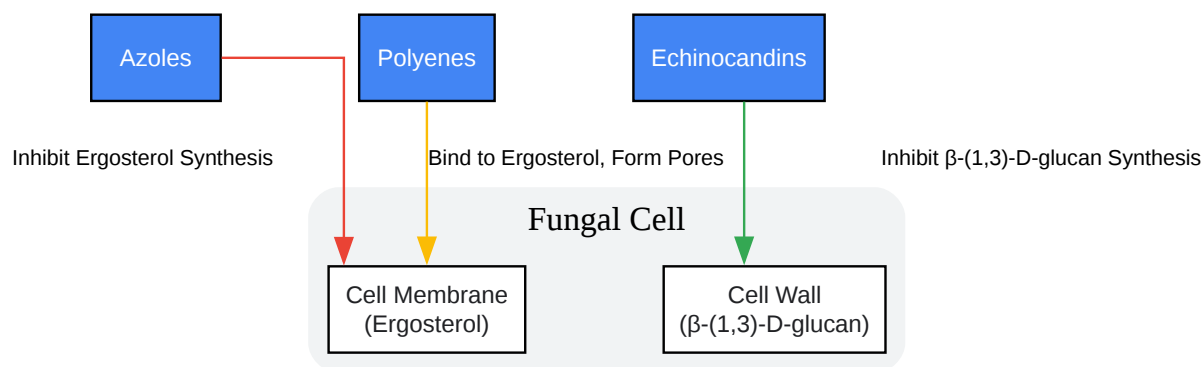 Azoles
Polyenes
Echinocandins
Inhibit Ergosterol Synthesis
Bind to Ergosterol, Form Pores
Inhibit β-(1,3)-D-glucan Synthesis
Fungal Cell
Cell Membrane
(Ergosterol)
Cell Wall
(β-(1,3)-D-glucan)